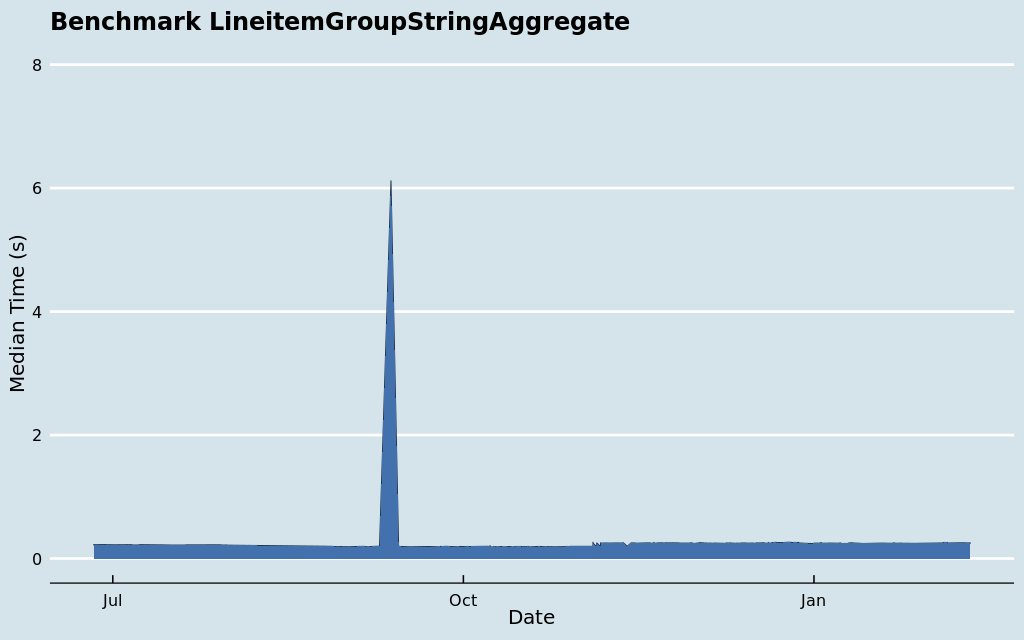 Benchmark LineitemGroupStringAggregate
8
6
4
2
0
Median Time (s)
Jul
Oct
Jan
Date